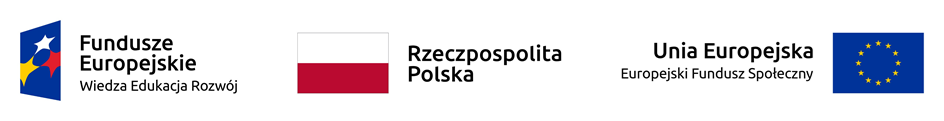 Fundusze
Europejskie
Wiedza Edukacja Rozwój
Rzeczpospolita
Polska
Unia Europejska
Europejski Fundusz Społeczny